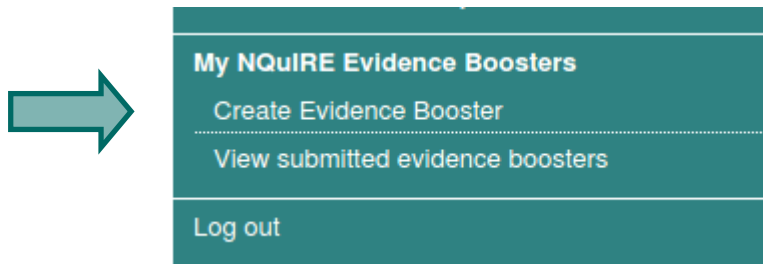 My NQuIRE Evidence Boosters
Create Evidence Booster
View submitted evidence boosters
Log out